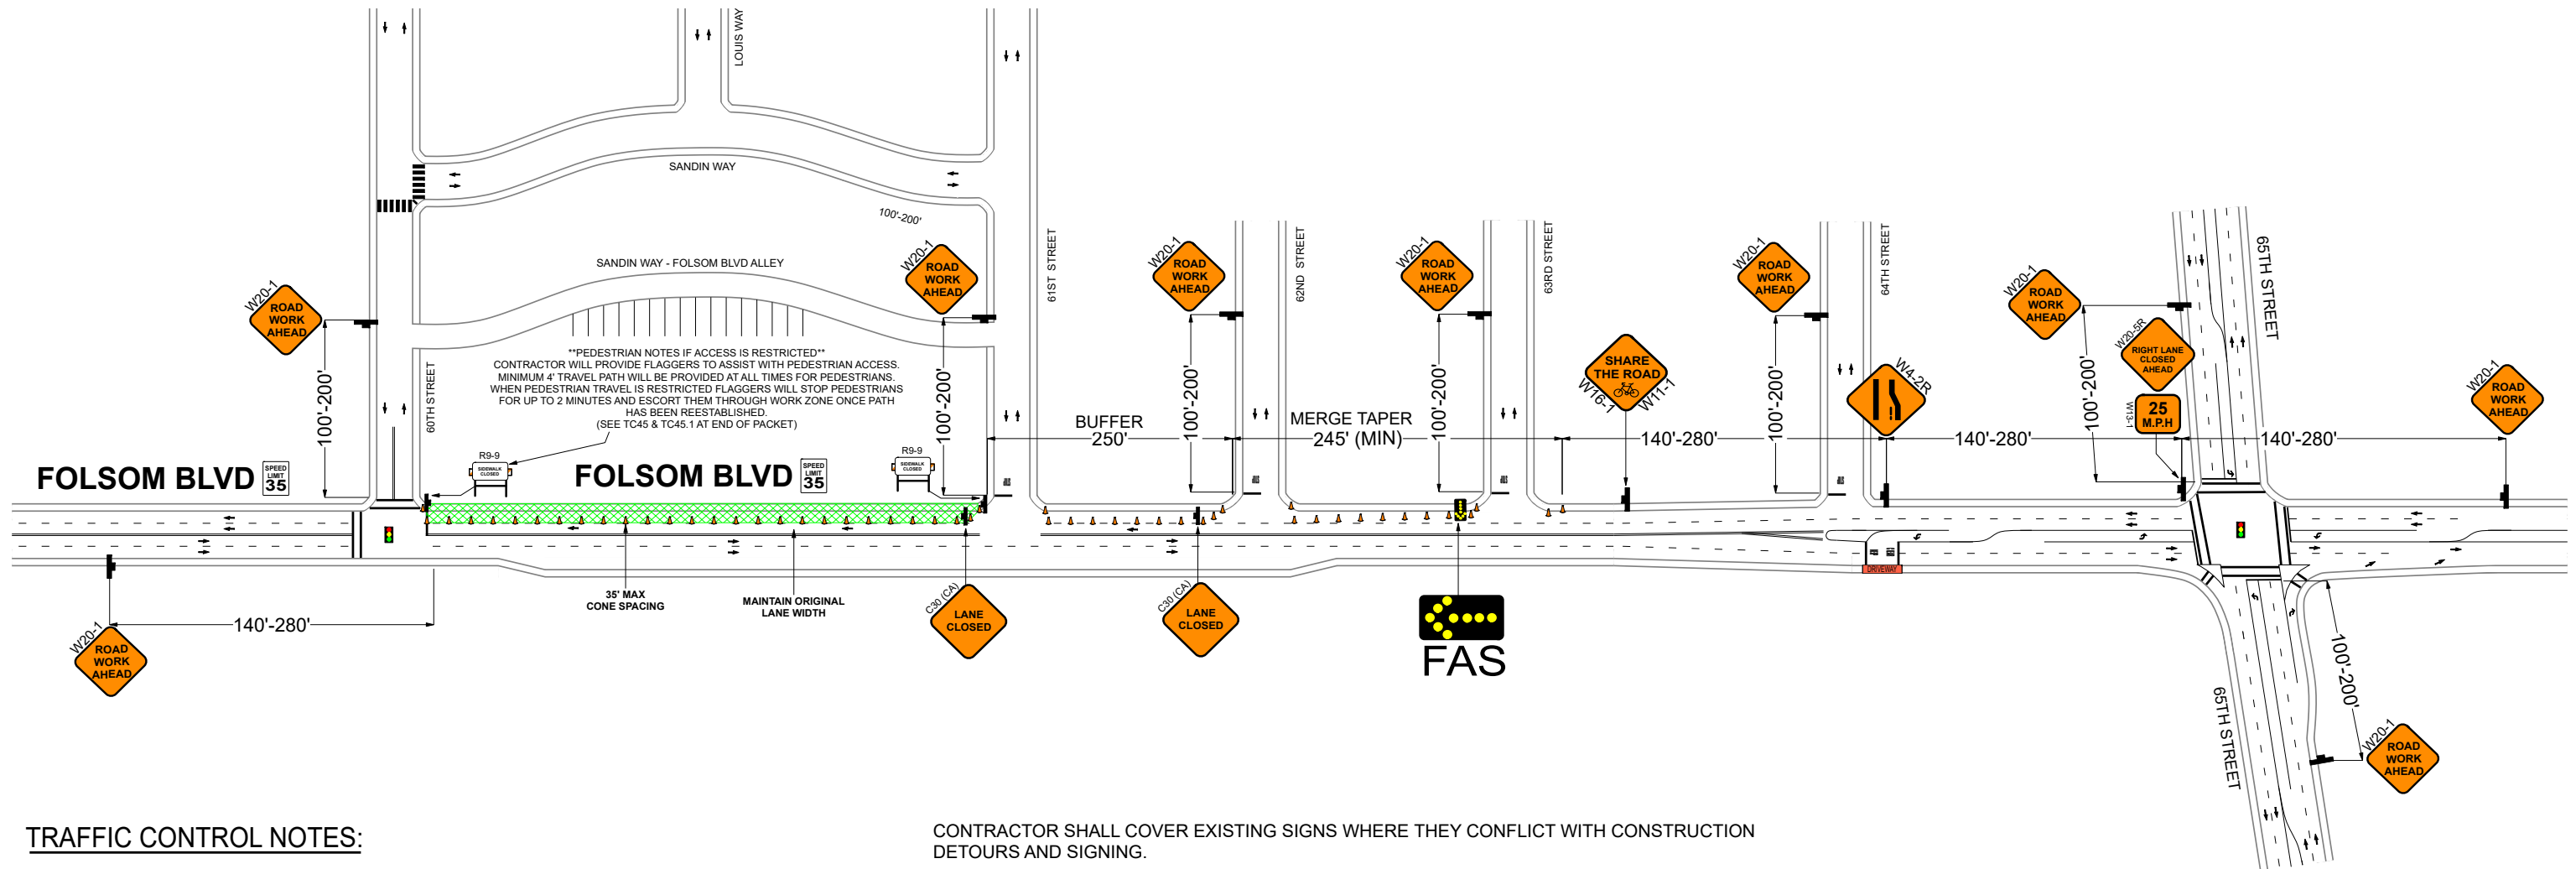 LOUIS WAY
SANDIN WAY
100'-200'
SANDIN WAY - FOLSOM BLVD ALLEY
61ST STREET
62ND STREET
63RD STREET
64TH STREET
65TH STREET
W20-1
ROAD
WORK
AHEAD
100'-200'
60TH STREET
W20-1
ROAD
WORK
AHEAD
100'-200'
W20-1
ROAD
WORK
AHEAD
100'-200'
W20-1
ROAD
WORK
AHEAD
100'-200'
W20-1
ROAD
WORK
AHEAD
100'-200'
W20-1
ROAD
WORK
AHEAD
100'-200'
**PEDESTRIAN NOTES IF ACCESS IS RESTRICTED**
CONTRACTOR WILL PROVIDE FLAGGERS TO ASSIST WITH PEDESTRIAN ACCESS.
MINIMUM 4' TRAVEL PATH WILL BE PROVIDED AT ALL TIMES FOR PEDESTRIANS.
WHEN PEDESTRIAN TRAVEL IS RESTRICTED FLAGGERS WILL STOP PEDESTRIANS
FOR UP TO 2 MINUTES AND ESCORT THEM THROUGH WORK ZONE ONCE PATH
HAS BEEN REESTABLISHED.
(SEE TC45 & TC45.1 AT END OF PACKET)
SHARE
THE ROAD
W16-1
W11-1
W4-2R
W20-5R
RIGHT LANE
CLOSED
AHEAD
W13-1
25
M.P.H
W20-1
ROAD
WORK
AHEAD
BUFFER
250'
MERGE TAPER
245' (MIN)
140'-280'
140'-280'
140'-280'
R9-9
SIDEWALK
CLOSED
R9-9
SIDEWALK
CLOSED
FOLSOM BLVD
SPEED
LIMIT
35
FOLSOM BLVD
SPEED
LIMIT
35
DRIVEWAY
35' MAX
CONE SPACING
MAINTAIN ORIGINAL
LANE WIDTH
C30 (CA)
LANE
CLOSED
C30 (CA)
LANE
CLOSED
FAS
140'-280'
W20-1
ROAD
WORK
AHEAD
100'-200'
65TH STREET
W20-1
ROAD
WORK
AHEAD
TRAFFIC CONTROL NOTES:
CONTRACTOR SHALL COVER EXISTING SIGNS WHERE THEY CONFLICT WITH CONSTRUCTION
DETOURS AND SIGNING.